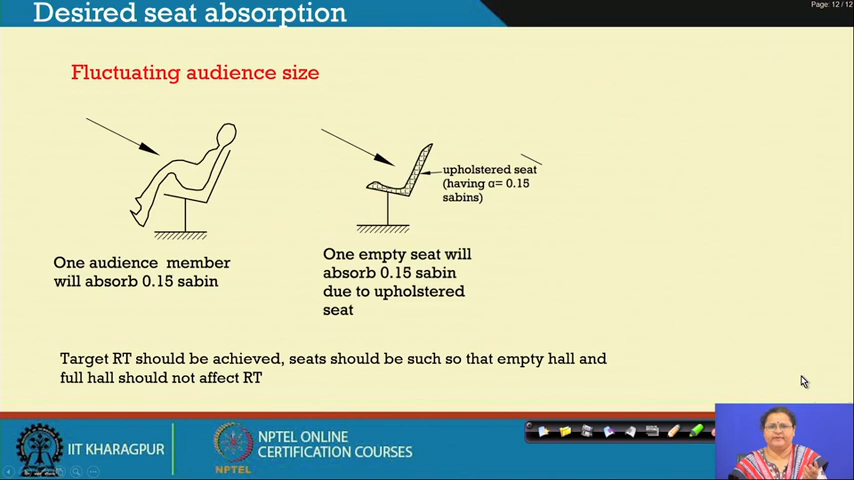 Page: 12 / 12
Desired seat absorption
Fluctuating audience size
upholstered seat
(having α= 0.15
sabins)
One audience member
will absorb 0.15 sabin
One empty seat will
absorb 0.15 sabin
due to upholstered
seat
Target RT should be achieved, seats should be such so that empty hall and
full hall should not affect RT
IIT KHARAGPUR
NPTEL
NPTEL ONLINE
CERTIFICATION COURSES